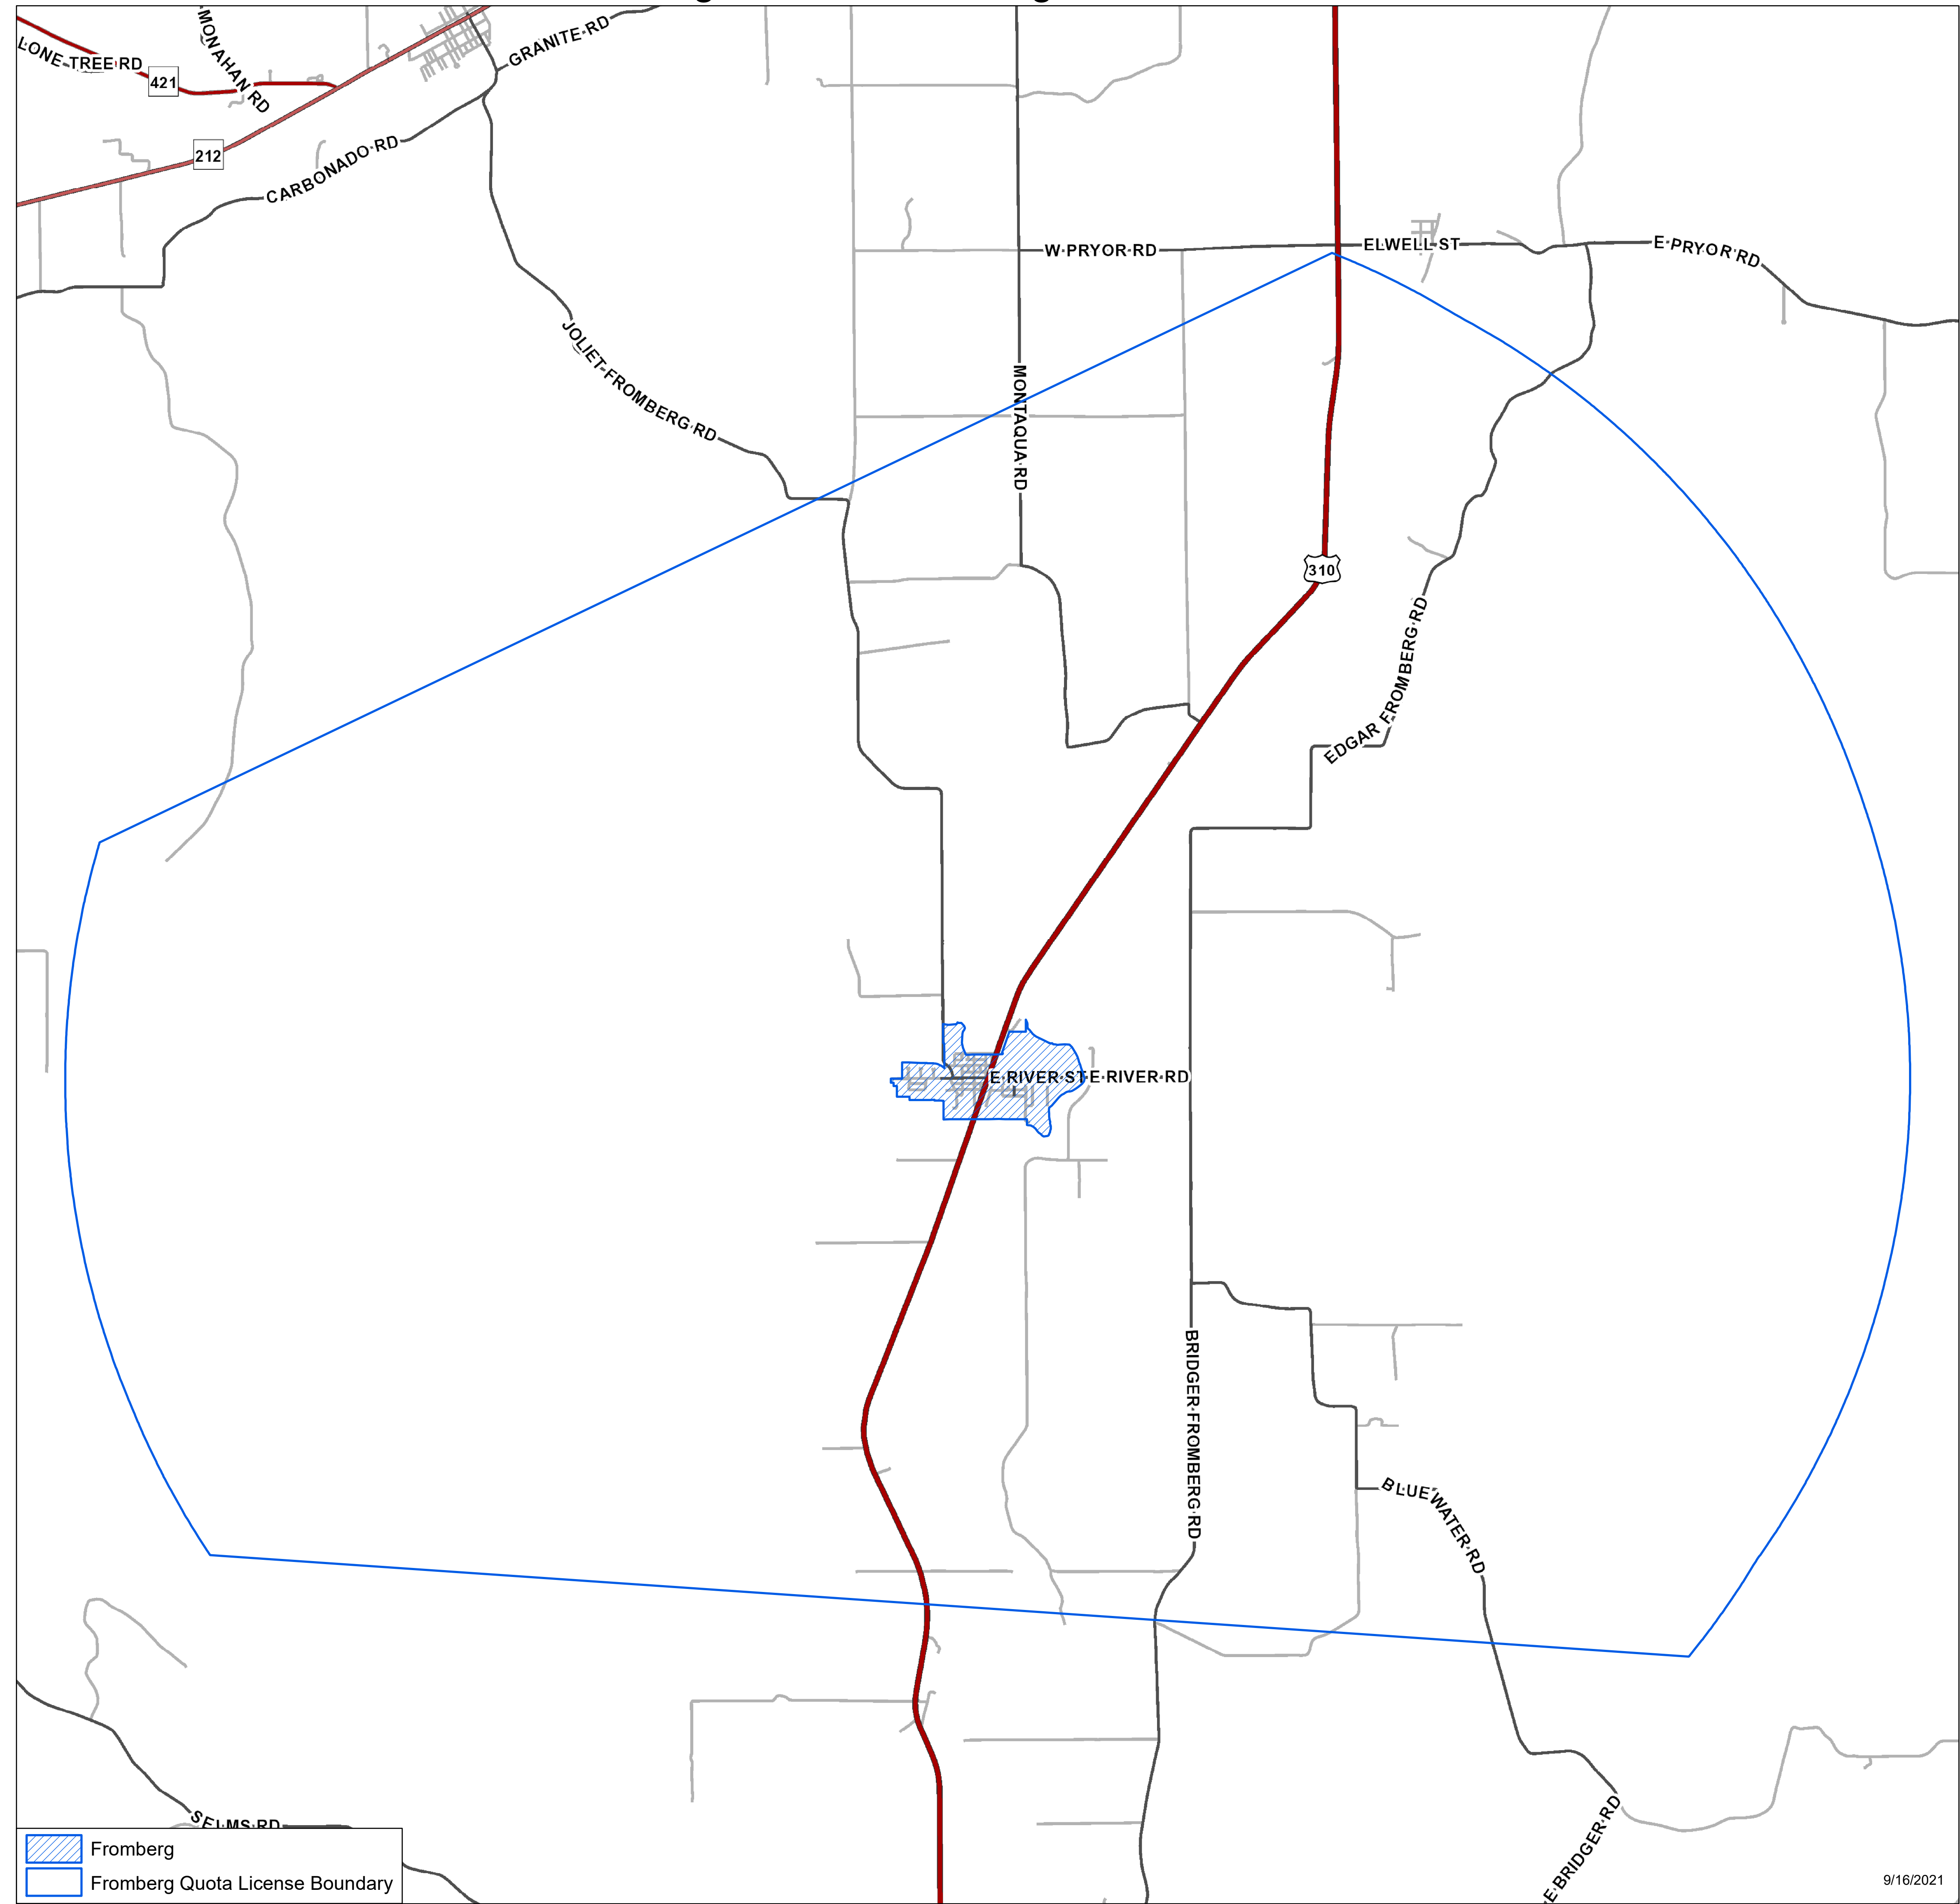 MONAHAN RD
GRANITE RD
LONE TREE RD
421
212
CARBONADO RD
W PRYOR RD
ELWELL ST
E PRYOR RD
JOLIET-FROMBERG RD
MONTAQUA RD
310
EDGAR FROMBERG RD
E RIVER ST
E RIVER RD
BRIDGER-FROMBERG RD
BLUEWATER RD
SELMS RD
E BRIDGER RD
Fromberg
Fromberg Quota License Boundary
9/16/2021